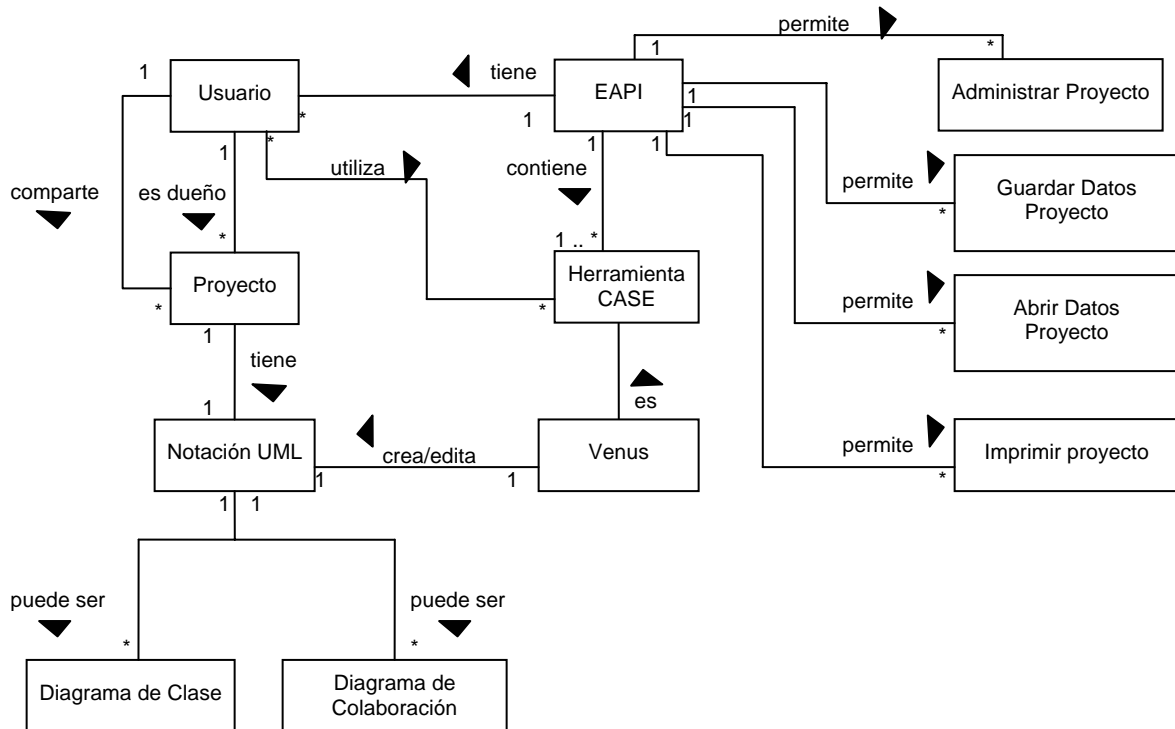 permite
1
*
1
tiene
Usuario
EAPI
Administrar Proyecto
*
1
1
1
*
1
1
1
utiliza
contiene
comparte
es dueño
permite
Guardar Datos
Proyecto
*
*
1 .. *
Proyecto
Herramienta
CASE
*
*
1
permite
Abrir Datos
Proyecto
*
tiene
1
es
Notación UML
crea/edita
Venus
1
1
permite
Imprimir proyecto
*
1
1
puede ser
puede ser
*
*
Diagrama de Clase
Diagrama de
Colaboración